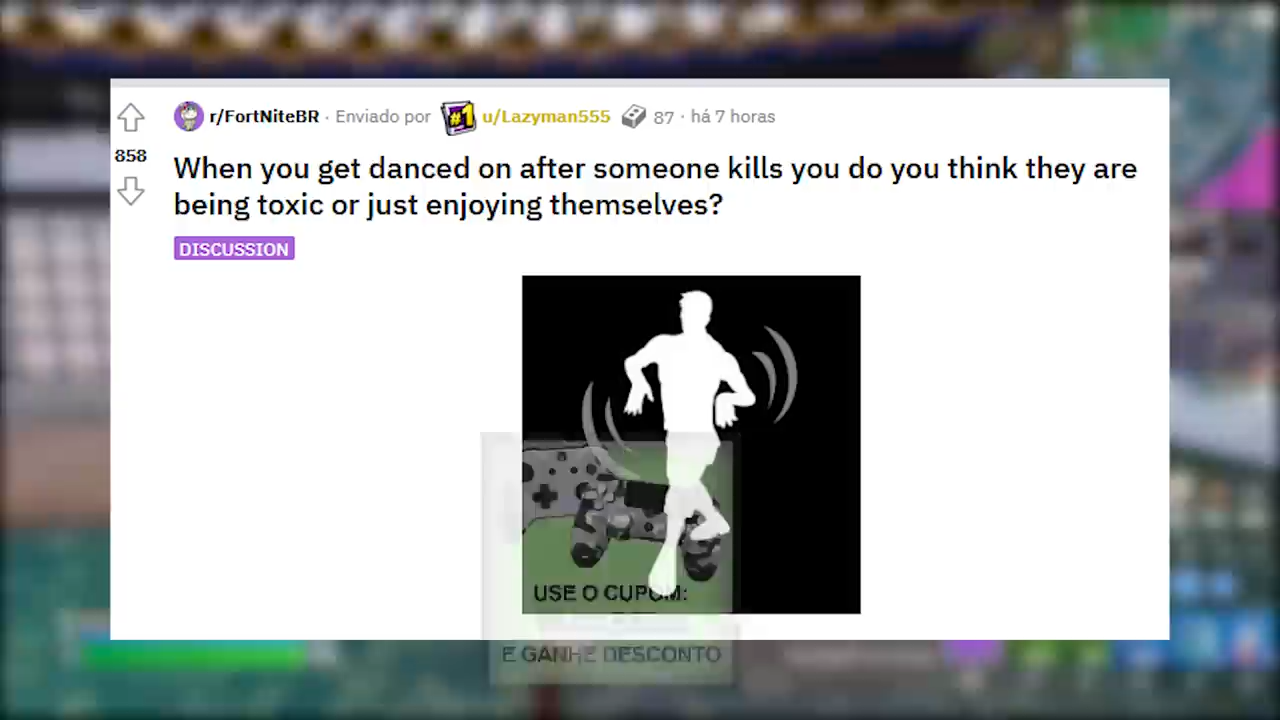 r/FortNiteBR · Enviado por #1 u/Lazyman555 87 · há 7 horas
858
When you get danced on after someone kills you do you think they are
being toxic or just enjoying themselves?
DISCUSSION
USE O CUPOM:
E GANHE DESCONTO